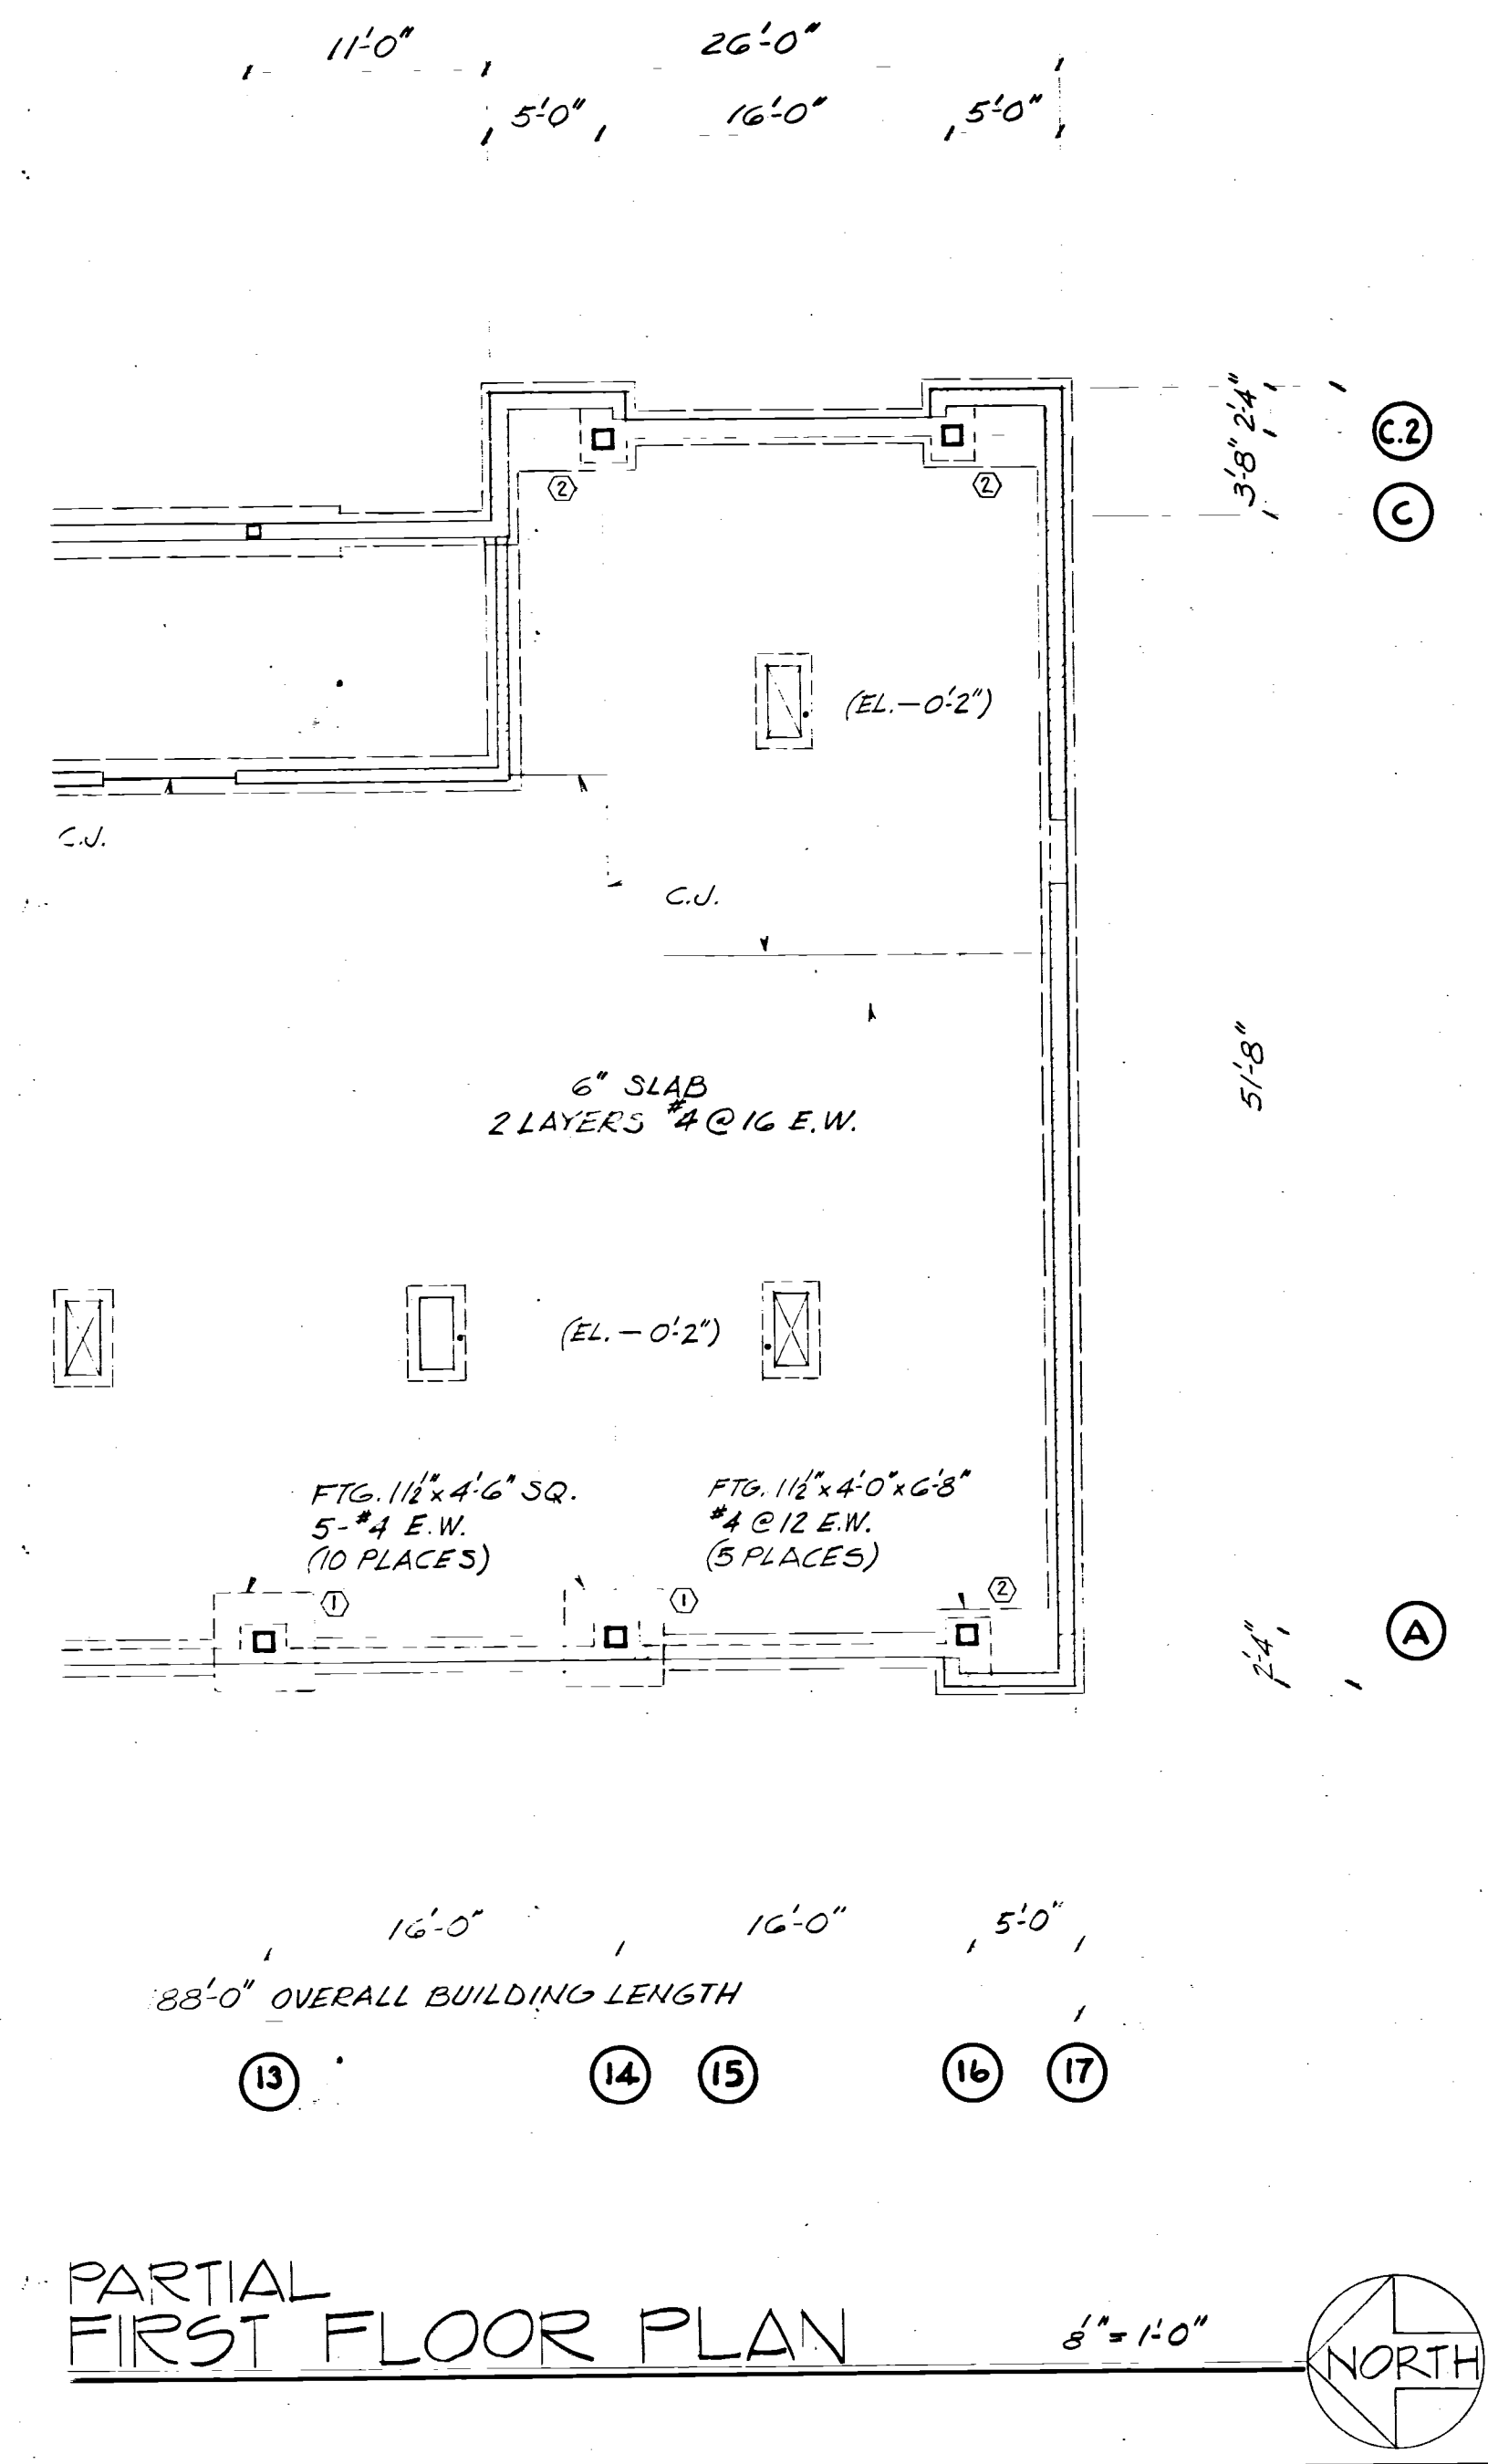 11'-0" 26'-0"
5'-0" 16'-0" 5'-0"
2'-4"
C.2
3'-8"
C
2 2
(EL.—0'-2")
C.J.
C.J.
51'-8"
6" SLAB
2 LAYERS #4 @ 16 E.W.
(EL.—0'-2")
FTG. 1'1½" x 4'-6" SQ.
5-#4 E.W.
(10 PLACES)
FTG. 1'1½" x 4'-0" x 6'-8"
#4 @ 12 E.W.
(5 PLACES)
1 1 2
A
2'-4"
16'-0" 16'-0" 5'-0"
88'-0" OVERALL BUILDING LENGTH
13 14 15 16 17
PARTIAL
FIRST FLOOR PLAN
⅛" = 1'-0"
NORTH